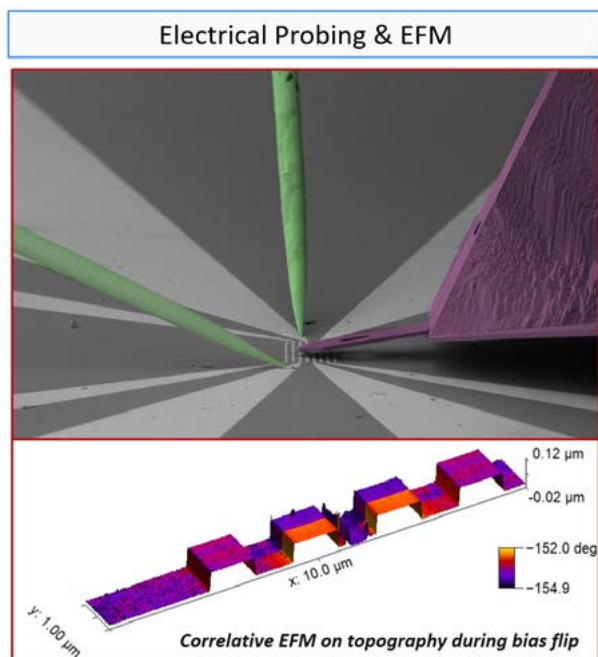 Electrical Probing & EFM
0.12 µm
-0.02 µm
x: 10.0 µm
−152.0 deg
−154.9
y: 1.00 µm
Correlative EFM on topography during bias flip